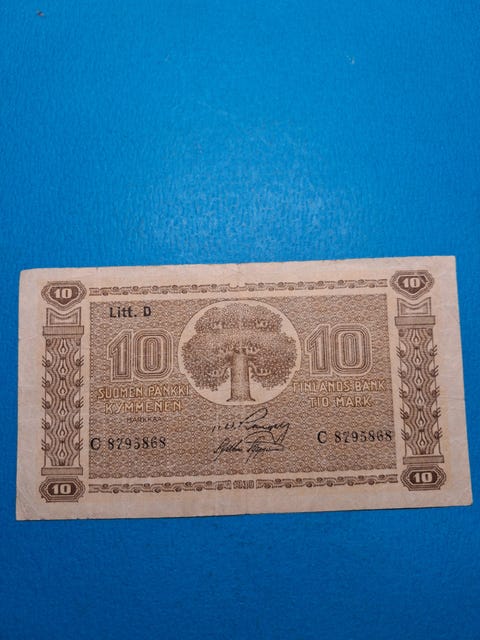 10 10
Litt. D
10 10
SUOMEN PANKKI FINLANDS BANK
KYMMENEN TIO MARK
MARKKAA
C 8795868 C 8795868
10 10